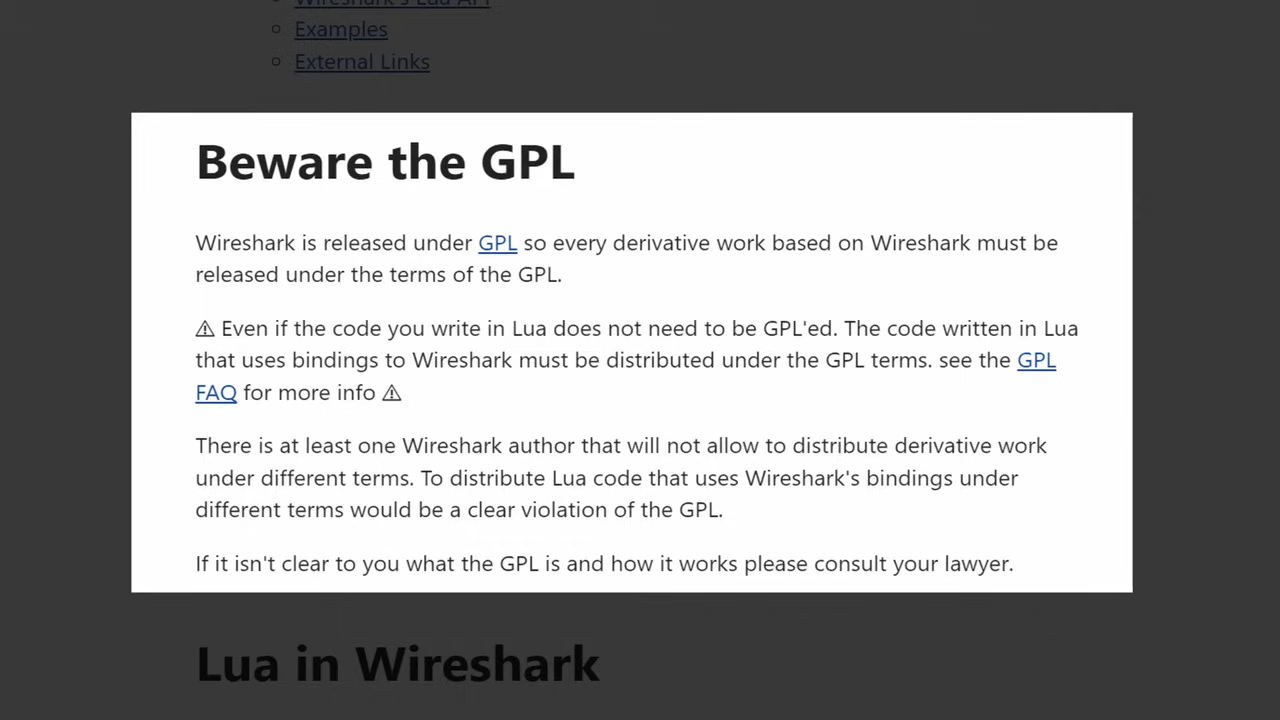 Wireshark's Lua API
Examples
External Links
Beware the GPL
Wireshark is released under GPL so every derivative work based on Wireshark must be
released under the terms of the GPL.
⚠ Even if the code you write in Lua does not need to be GPL'ed. The code written in Lua
that uses bindings to Wireshark must be distributed under the GPL terms. see the GPL
FAQ for more info ⚠
There is at least one Wireshark author that will not allow to distribute derivative work
under different terms. To distribute Lua code that uses Wireshark's bindings under
different terms would be a clear violation of the GPL.
If it isn't clear to you what the GPL is and how it works please consult your lawyer.
Lua in Wireshark